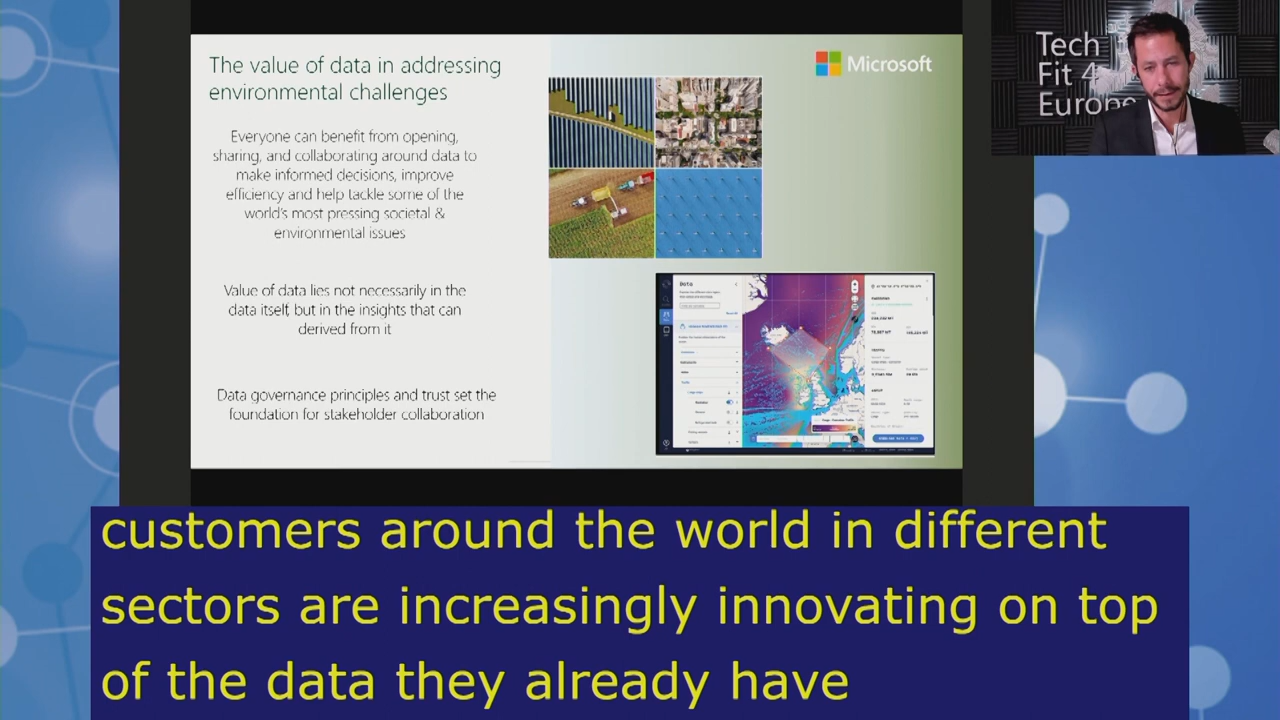 The value of data in addressing
environmental challenges
Everyone can benefit from opening,
sharing, and collaborating around data to
make informed decisions, improve
efficiency and help tackle some of the
world's most pressing societal &
environmental issues
Value of data lies not necessarily in the
data itself, but in the insights that can
derived from it
Data governance principles and trust set the
foundation for stakeholder collaboration
Microsoft
Data
Tech
Fit 4
Europe
customers around the world in different
sectors are increasingly innovating on top
of the data they already have